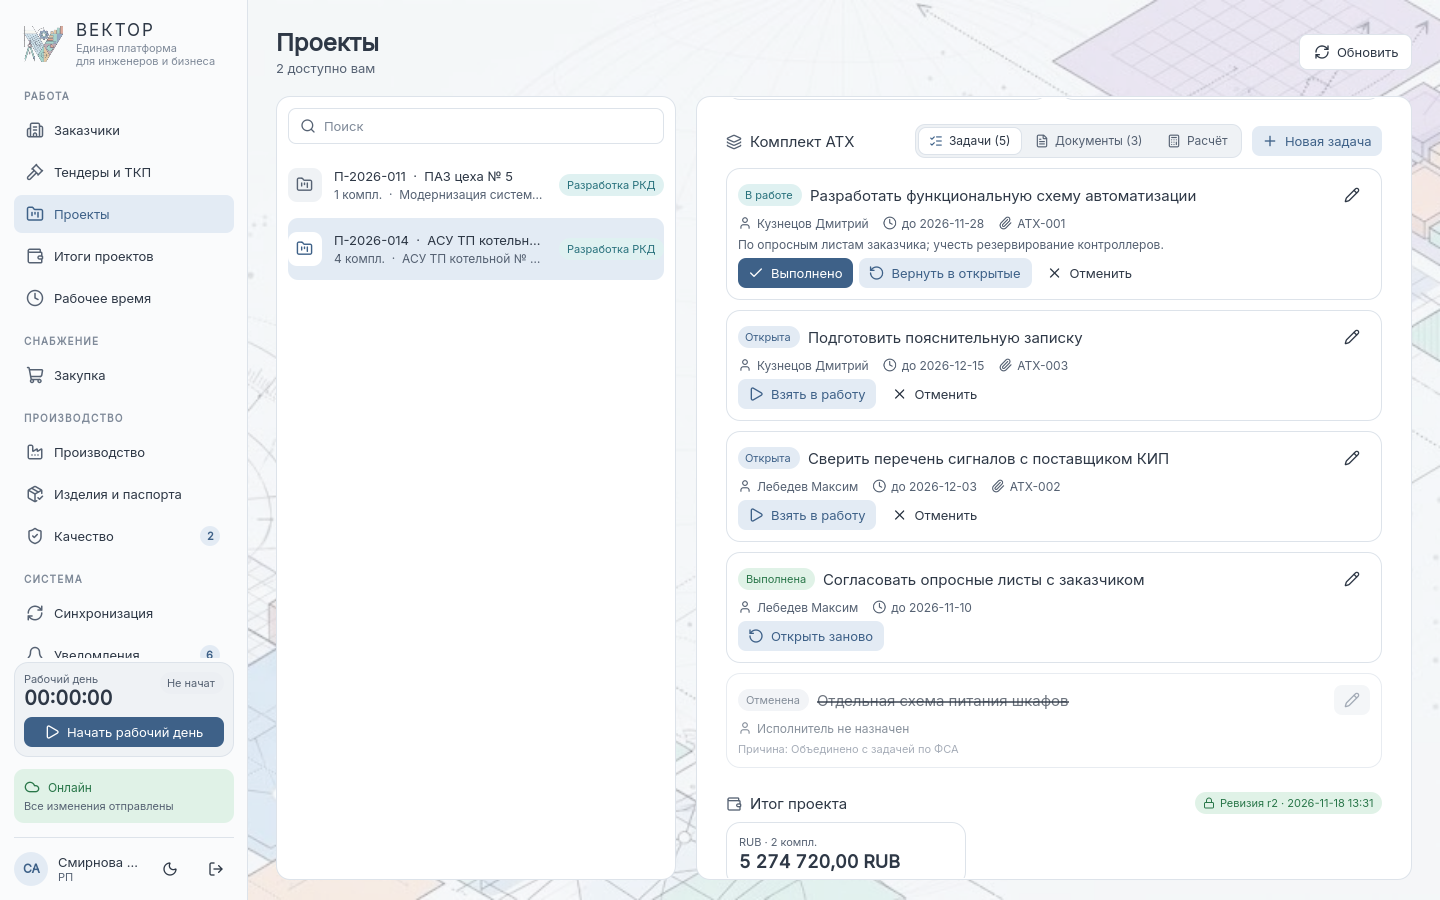 ВЕКТОР
Единая платформа
для инженеров и бизнеса
РАБОТА
Заказчики
Тендеры и ТКП
Проекты
Итоги проектов
Рабочее время
СНАБЖЕНИЕ
Закупка
ПРОИЗВОДСТВО
Производство
Изделия и паспорта
Качество 2
СИСТЕМА
Синхронизация
Уведомления 6
Рабочий день
Не начат
00:00:00
Начать рабочий день
Онлайн
Все изменения отправлены
СА
Смирнова ...
РП
Проекты
2 доступно вам
Обновить
Поиск
П-2026-011 · ПАЗ цеха № 5
1 компл. · Модернизация систем...
Разработка РКД
П-2026-014 · АСУ ТП котельн...
4 компл. · АСУ ТП котельной № ...
Разработка РКД
Комплект АТХ
Задачи (5)
Документы (3)
Расчёт
Новая задача
В работе Разработать функциональную схему автоматизации
Кузнецов Дмитрий до 2026-11-28 АТХ-001
По опросным листам заказчика; учесть резервирование контроллеров.
Выполнено Вернуть в открытые Отменить
Открыта Подготовить пояснительную записку
Кузнецов Дмитрий до 2026-12-15 АТХ-003
Взять в работу Отменить
Открыта Сверить перечень сигналов с поставщиком КИП
Лебедев Максим до 2026-12-03 АТХ-002
Взять в работу Отменить
Выполнена Согласовать опросные листы с заказчиком
Лебедев Максим до 2026-11-10
Открыть заново
Отменена Отдельная схема питания шкафов
Исполнитель не назначен
Причина: Объединено с задачей по ФСА
Итог проекта
Ревизия r2 · 2026-11-18 13:31
RUB · 2 компл.
5 274 720,00 RUB